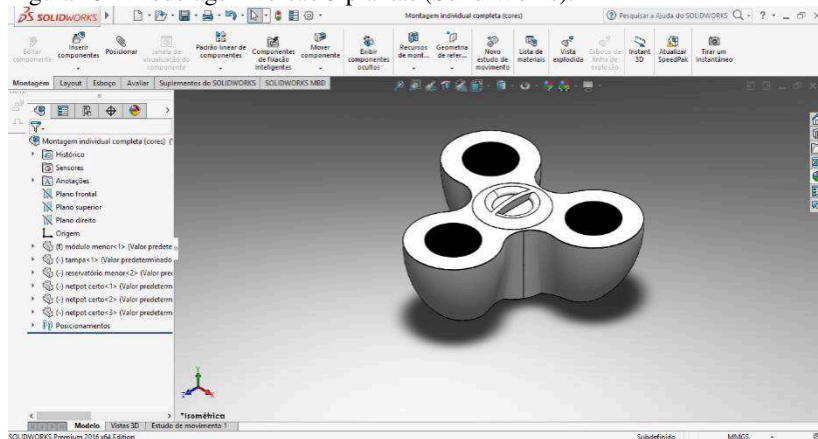 SOLIDWORKS
Montagem individual completa (cores)
Pesquisar a Ajuda do SOLIDWORKS
Editar componente
Inserir componentes
Posicionar
Janela de visualização do componente
Padrão linear de componentes
Componentes de fixação inteligentes
Mover componente
Exibir componentes ocultos
Recursos de mont...
Geometria de refer...
Novo estudo de movimento
Lista de materiais
Vista explodida
Esboço de linha de explosão
Instant 3D
Atualizar SpeedPak
Tirar um instantâneo
Montagem Layout Esboço Avaliar Suplementos do SOLIDWORKS SOLIDWORKS MBD
Montagem individual completa (cores)
Histórico
Sensores
Anotações
Plano frontal
Plano superior
Plano direito
Origem
(f) módulo menor<1> (Valor predete
(-) tampa<1> (Valor predeterminado
(-) reservatório menor<2> (Valor pre
(-) netpot certo<1> (Valor predeterm
(-) netpot certo<2> (Valor predeterm
(-) netpot certo<3> (Valor predeterm
Posicionamentos
*Isométrica
Modelo Vistas 3D Estudo de movimento 1
SOLIDWORKS Premium 2016 x64 Edition
Subdefinido MMGS